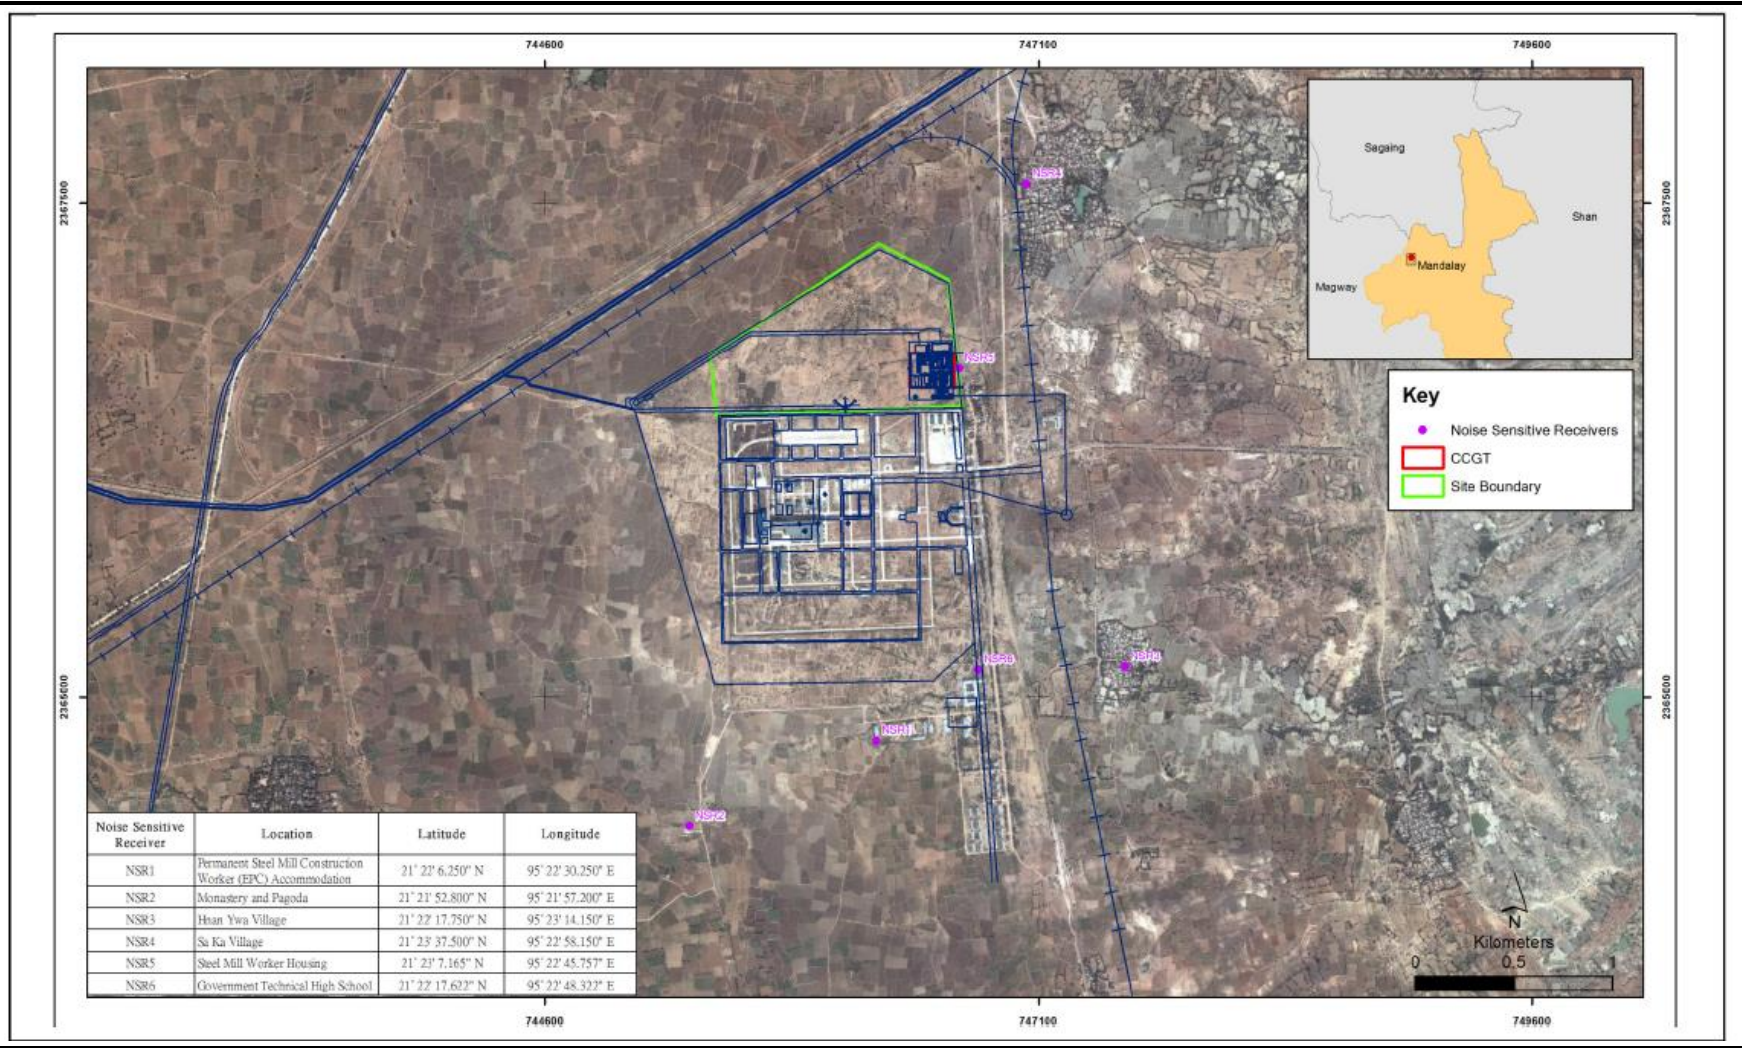 744600 747100 749600
2367500 2367500
NSR4
NSR5
NSR6
NSR3
NSR1
NSR2
2365000 2365000
Sagaing
Shan
Mandalay
Magway
Key
Noise Sensitive Receivers
CCGT
Site Boundary
Noise Sensitive
Receiver Location Latitude Longitude
NSR1 Permanent Steel Mill Construction
Worker (EPC) Accommodation 21° 22' 6.250" N 95° 22' 30.250" E
NSR2 Monastery and Pagoda 21° 21' 52.800" N 95° 21' 57.200" E
NSR3 Hnan Ywa Village 21° 22' 17.750" N 95° 23' 14.150" E
NSR4 Sa Ka Village 21° 23' 37.500" N 95° 22' 58.150" E
NSR5 Steel Mill Worker Housing 21° 23' 7.165" N 95° 22' 45.757" E
NSR6 Government Technical High School 21° 22' 17.622" N 95° 22' 48.322" E
N
Kilometers
0 0.5 1
744600 747100 749600